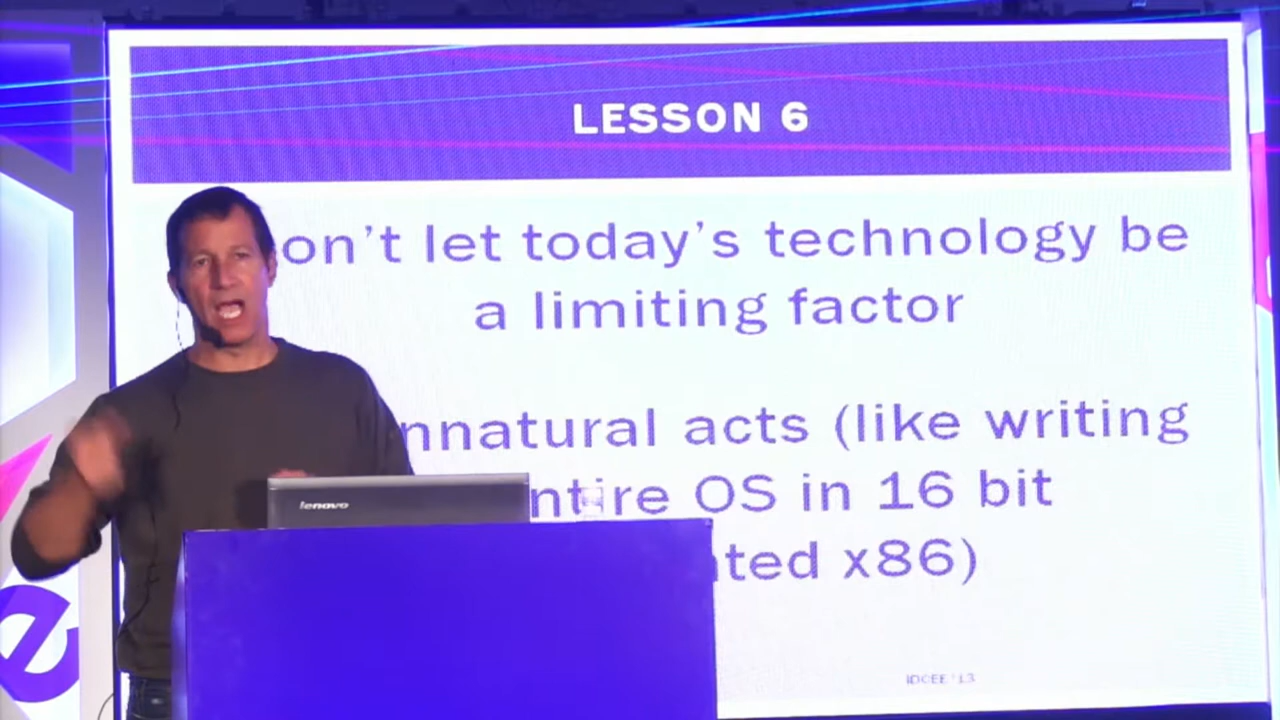 LESSON 6
on't let today's technology be
a limiting factor
nnatural acts (like writing
ntire OS in 16 bit
nted x86)
lenovo
IDCEE '13
e